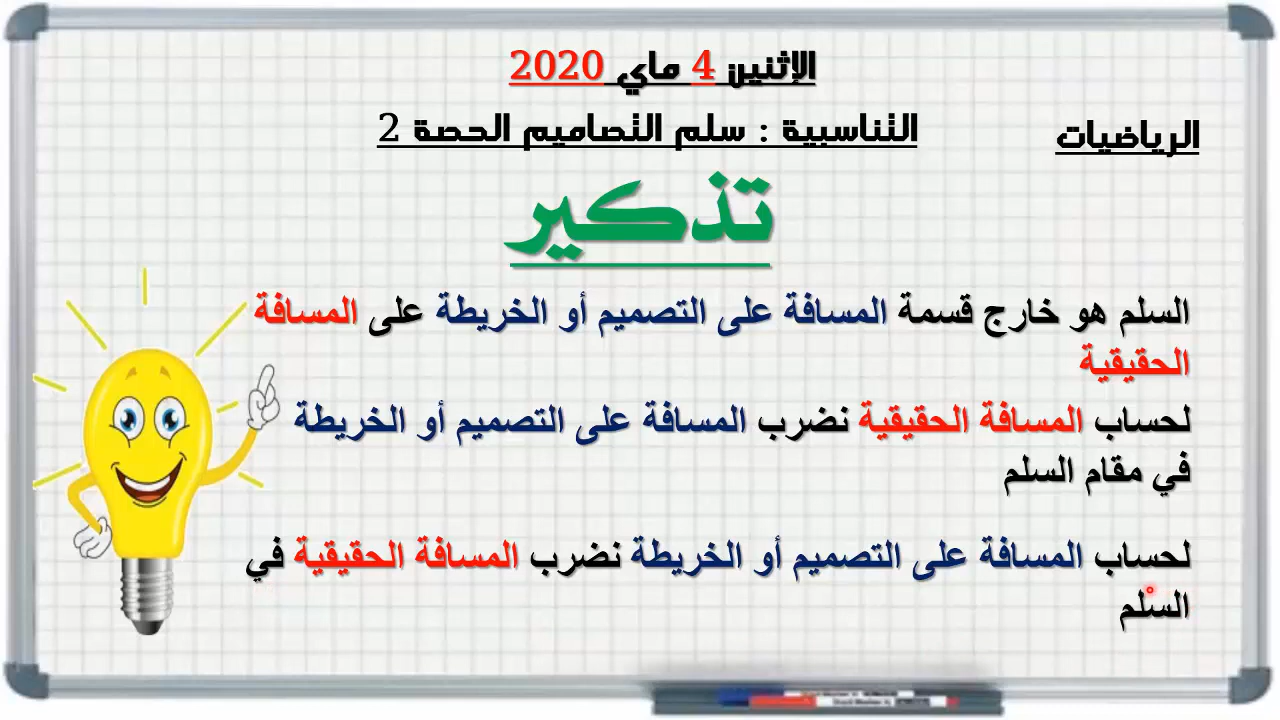 الإثنين 4 ماي 2020
الرياضيات
التناسبية : سلم التصاميم الحصة 2
تذكير
السلم هو خارج قسمة المسافة على التصميم أو الخريطة على المسافة
الحقيقية
لحساب المسافة الحقيقية نضرب المسافة على التصميم أو الخريطة
في مقام السلم
لحساب المسافة على التصميم أو الخريطة نضرب المسافة الحقيقية في
السلم